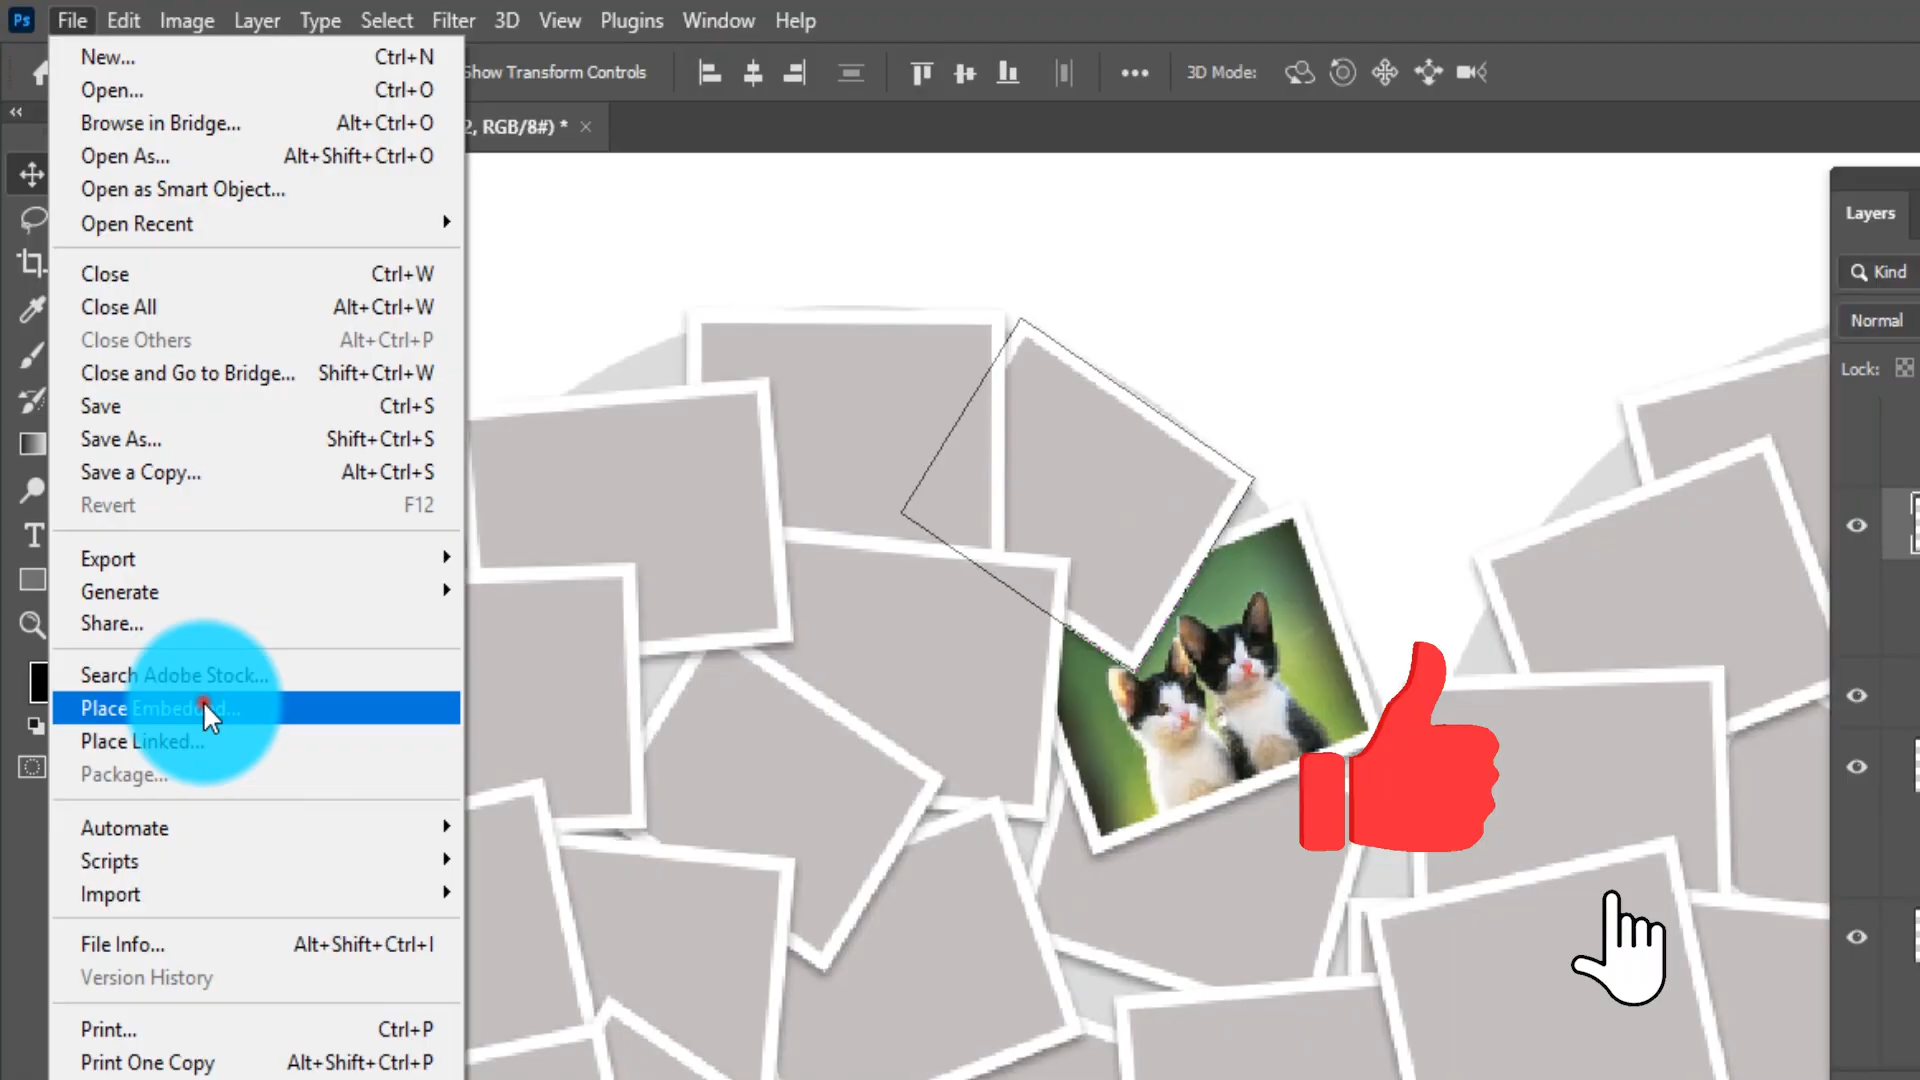 Ps File Edit Image Layer Type Select Filter 3D View Plugins Window Help
Show Transform Controls 3D Mode:
2, RGB/8#) * ×
New... Ctrl+N
Open... Ctrl+O
Browse in Bridge... Alt+Ctrl+O
Open As... Alt+Shift+Ctrl+O
Open as Smart Object...
Open Recent
Close Ctrl+W
Close All Alt+Ctrl+W
Close Others Alt+Ctrl+P
Close and Go to Bridge... Shift+Ctrl+W
Save Ctrl+S
Save As... Shift+Ctrl+S
Save a Copy... Alt+Ctrl+S
Revert F12
Export
Generate
Share...
Search Adobe Stock...
Place Embedded...
Place Linked...
Package...
Automate
Scripts
Import
File Info... Alt+Shift+Ctrl+I
Version History
Print... Ctrl+P
Print One Copy Alt+Shift+Ctrl+P
Layers
Kind
Normal
Lock: